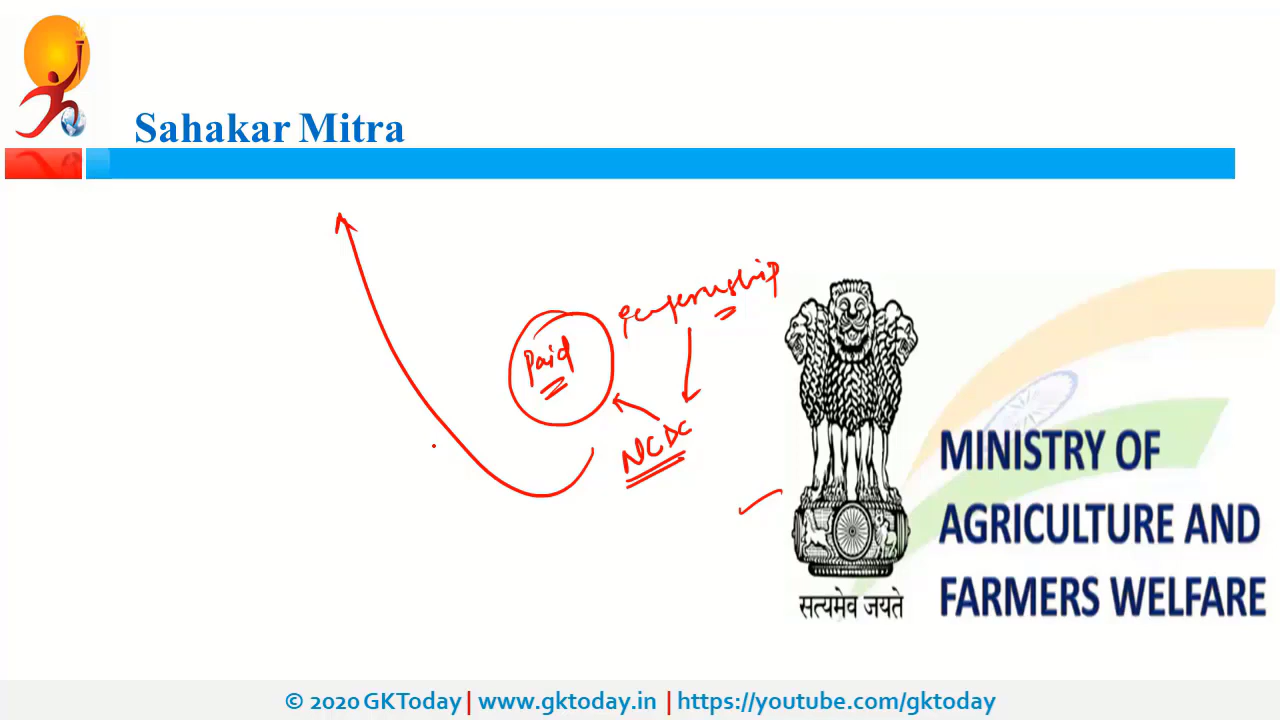 Sahakar Mitra
Paid
NCDC
MINISTRY OF
AGRICULTURE AND
FARMERS WELFARE
सत्यमेव जयते
© 2020 GKToday | www.gktoday.in | https://youtube.com/gktoday